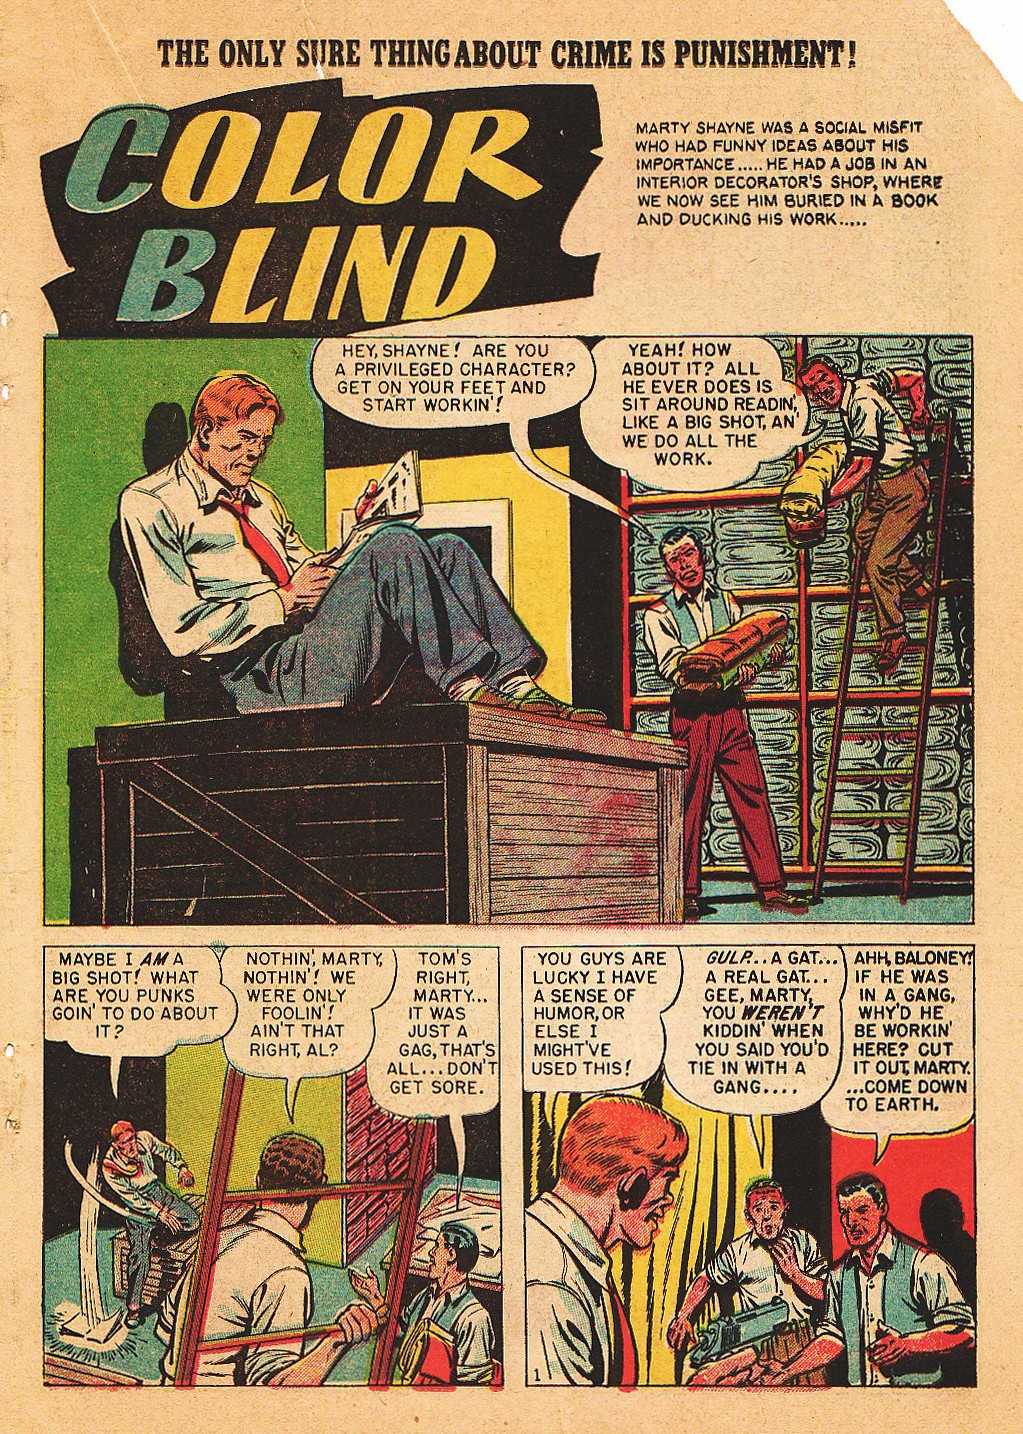 THE ONLY SURE THING ABOUT CRIME IS PUNISHMENT!
COLOR
BLIND
MARTY SHAYNE WAS A SOCIAL MISFIT
WHO HAD FUNNY IDEAS ABOUT HIS
IMPORTANCE.....HE HAD A JOB IN AN
INTERIOR DECORATOR'S SHOP, WHERE
WE NOW SEE HIM BURIED IN A BOOK
AND DUCKING HIS WORK.....
HEY, SHAYNE! ARE YOU
A PRIVILEGED CHARACTER?
GET ON YOUR FEET AND
START WORKIN'!
YEAH! HOW
ABOUT IT? ALL
HE EVER DOES IS
SIT AROUND READIN',
LIKE A BIG SHOT, AN'
WE DO ALL THE
WORK.
MAYBE I AM A
BIG SHOT! WHAT
ARE YOU PUNKS
GOIN' TO DO ABOUT
IT?
NOTHIN', MARTY,
NOTHIN'! WE
WERE ONLY
FOOLIN'!
AIN'T THAT
RIGHT, AL?
TOM'S
RIGHT,
MARTY...
IT WAS
JUST A
GAG, THAT'S
ALL...DON'T
GET SORE.
YOU GUYS ARE
LUCKY I HAVE
A SENSE OF
HUMOR, OR
ELSE I
MIGHT'VE
USED THIS!
GULP...A GAT...
A REAL GAT...
GEE, MARTY,
YOU WEREN'T
KIDDIN' WHEN
YOU SAID YOU'D
TIE IN WITH A
GANG....
AHH, BALONEY!
IF HE WAS
IN A GANG,
WHY'D HE
BE WORKIN'
HERE? CUT
IT OUT, MARTY.
...COME DOWN
TO EARTH.
1